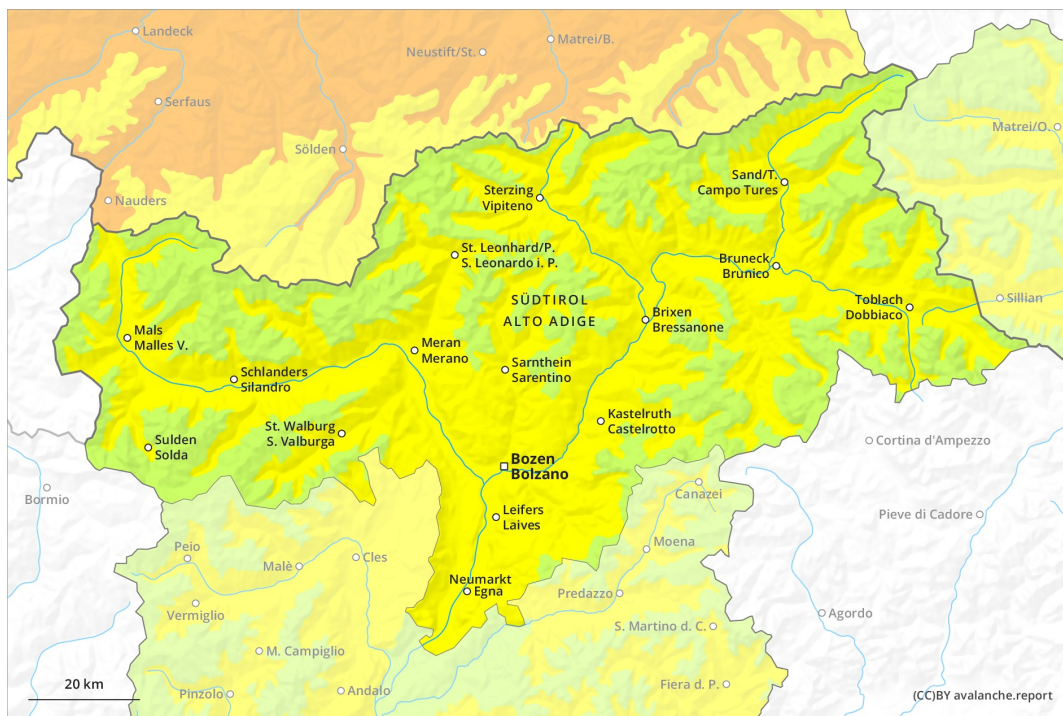 Landeck
Matrei/B.
Neustift/St.
Serfaus
Matrei/O.
Sölden
Nauders
Sand/T.
Campo Tures
Sterzing
Vipiteno
St. Leonhard/P.
S. Leonardo i. P.
Bruneck
Brunico
SÜDTIROL
ALTO ADIGE
Toblach
Dobbiaco
Sillian
Brixen
Bressanone
Mals
Malles V.
Meran
Merano
Sarnthein
Sarentino
Schlanders
Silandro
Kastelruth
Castelrotto
St. Walburg
S. Valburga
Sulden
Solda
Cortina d'Ampezzo
Bozen
Bolzano
Bormio
Canazei
Leifers
Laives
Pieve di Cadore
Peio
Malè
Cles
Moena
Neumarkt
Egna
Predazzo
Vermiglio
Agordo
S. Martino d. C.
M. Campiglio
20 km
Pinzolo
Andalo
Fiera d. P.
(CC)BY avalanche.report